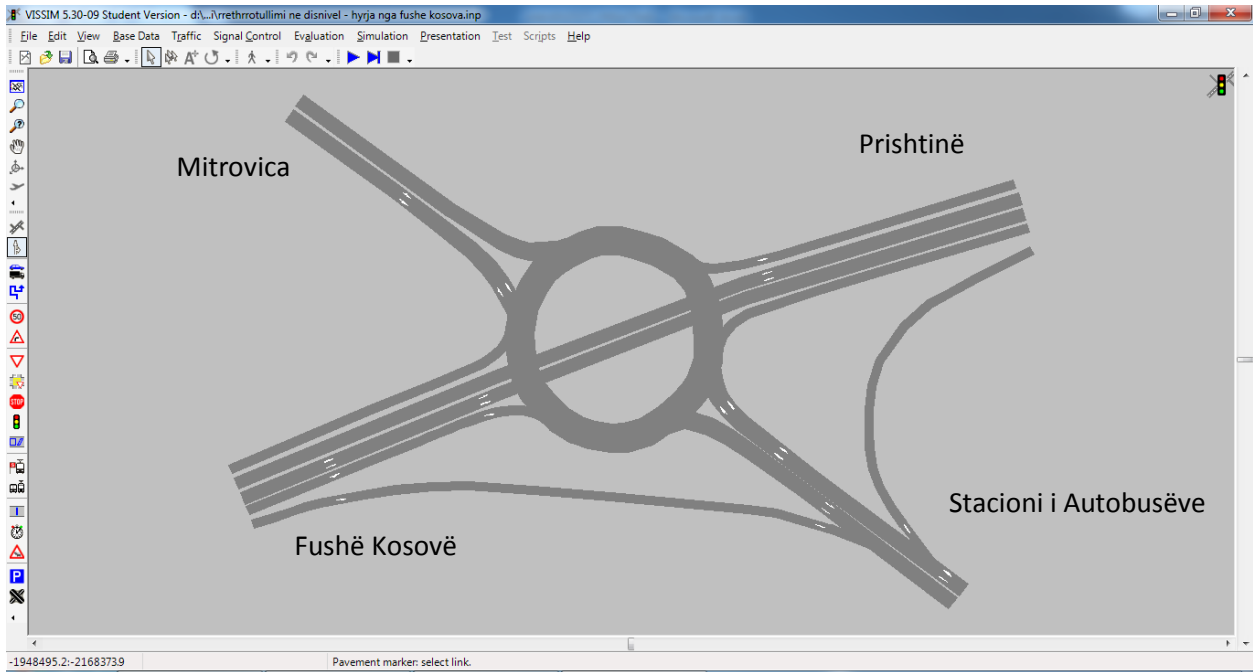 VISSIM 5.30-09 Student Version - d:\...i\rrethrrotullimi ne disnivel - hyrja nga fushe kosova.inp
File Edit View Base Data Traffic Signal Control Evaluation Simulation Presentation Test Scripts Help
Prishtinë
Mitrovica
50
STOP
Stacioni i Autobusëve
Fushë Kosovë
P
-1948495.2:-2168373.9 Pavement marker: select link.